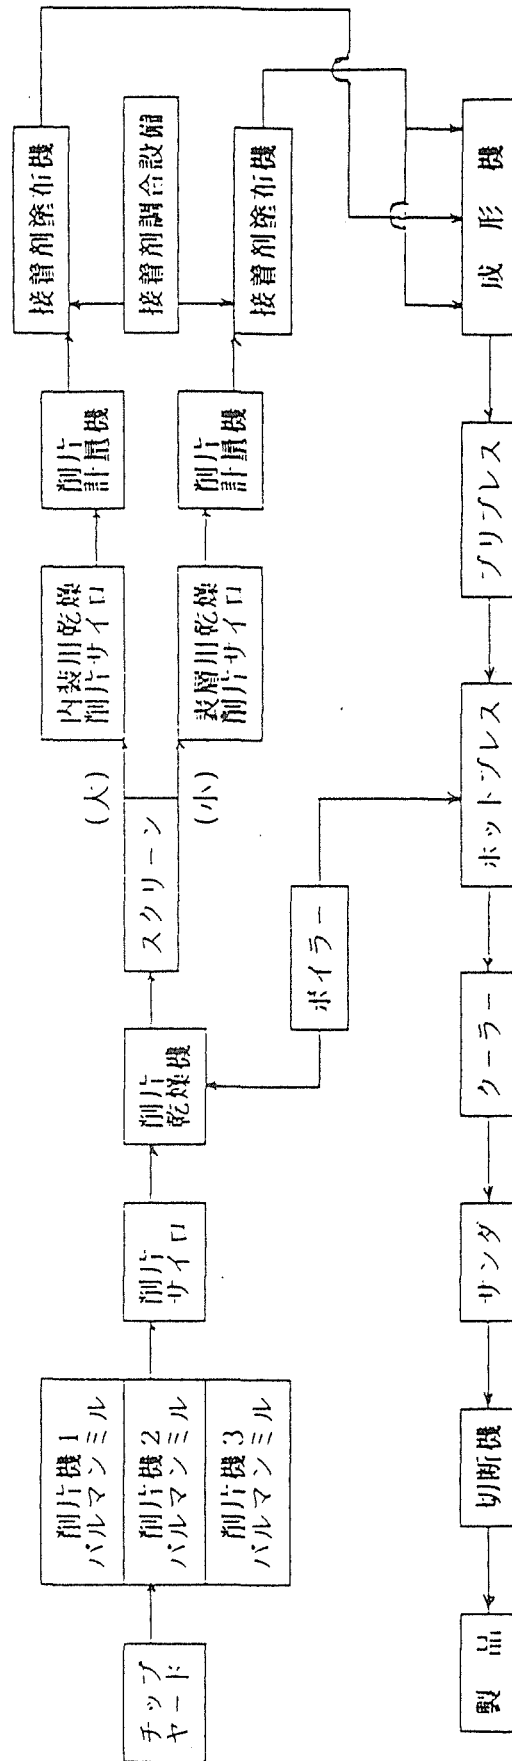 チップ
ヤード
削片機 1
パルマンミル
削片機 2
パルマンミル
削片機 3
パルマンミル
削片
サイロ
削片
乾燥機
ボイラー
スクリーン
(大)
(小)
内装用乾燥
削片サイロ
表層用乾燥
削片サイロ
削片
計量機
削片
計量機
接着剤塗布機
接着剤調合設備
接着剤塗布機
成形機
プリプレス
ホットプレス
クーラー
サンダ
切断機
製品